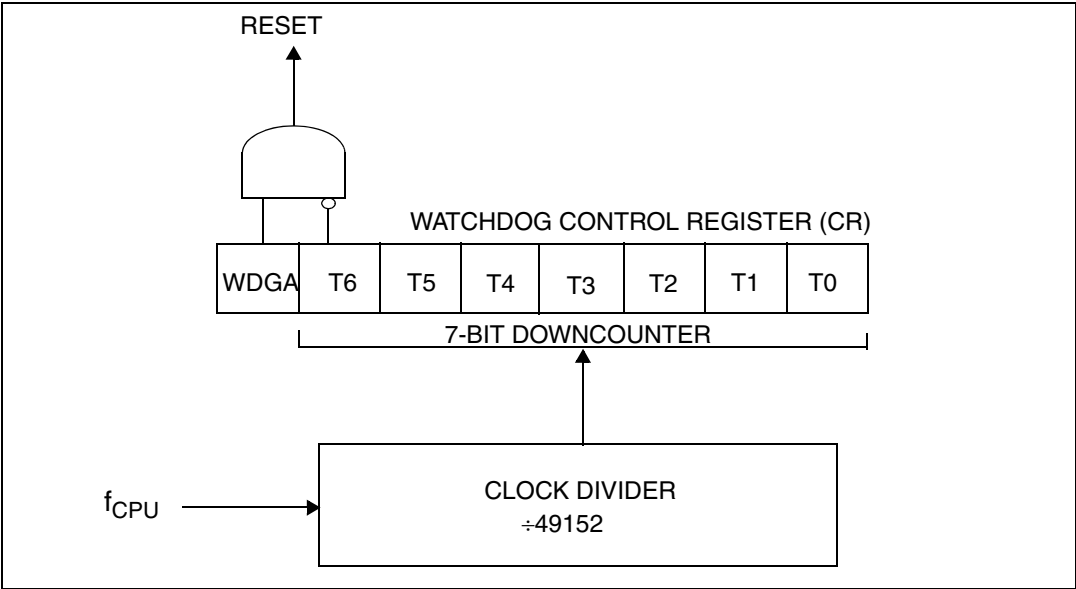 RESET
WATCHDOG CONTROL REGISTER (CR)
WDGA T6 T5 T4 T3 T2 T1 T0
7-BIT DOWNCOUNTER
fCPU
CLOCK DIVIDER
÷49152